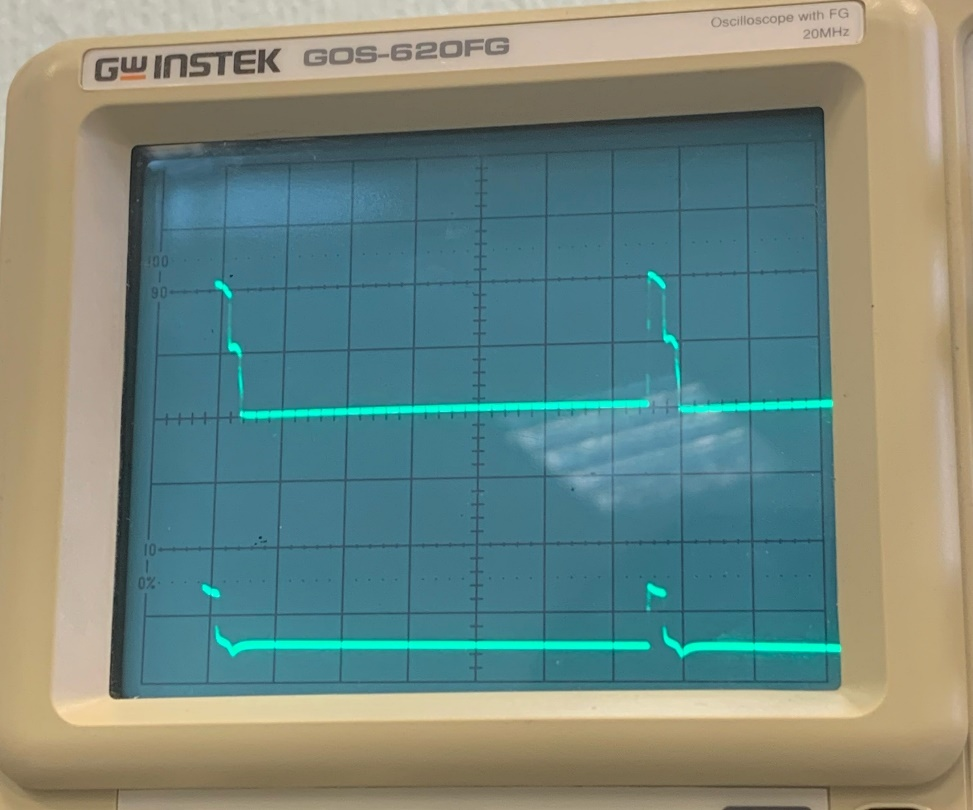 GW INSTEK GOS-620FG
Oscilloscope with FG
20MHz
100
90
10
0%